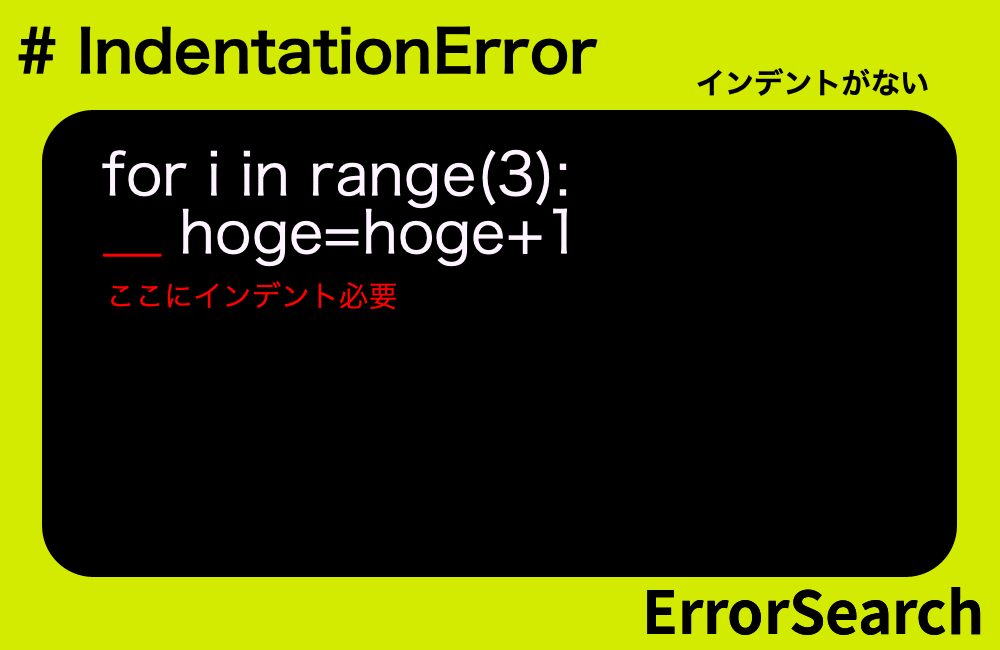 # IndentationError
インデントがない
for i in range(3):
__ hoge=hoge+1
ここにインデント必要
ErrorSearch